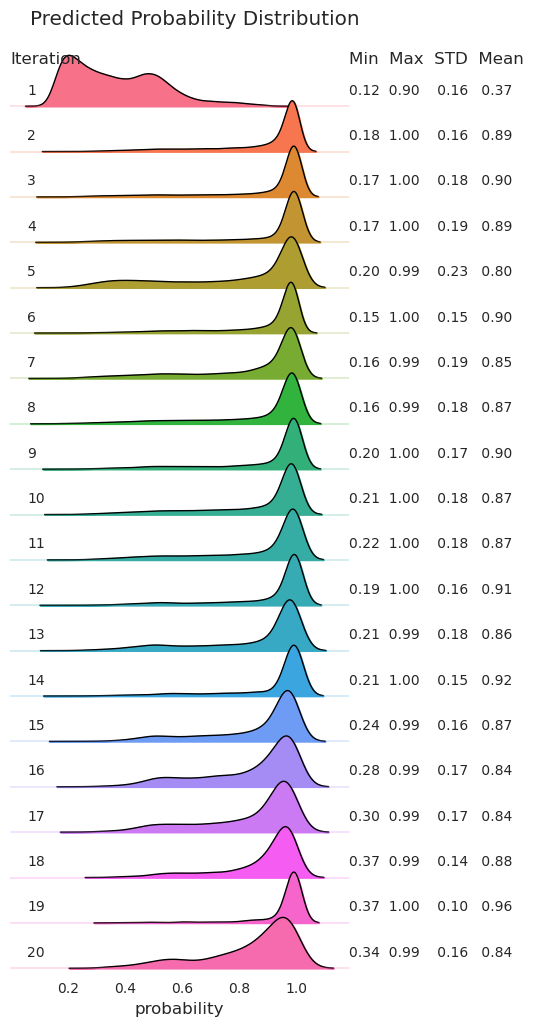 Predicted Probability Distribution
Iteration Min Max STD Mean
1 0.12 0.90 0.16 0.37
2 0.18 1.00 0.16 0.89
3 0.17 1.00 0.18 0.90
4 0.17 1.00 0.19 0.89
5 0.20 0.99 0.23 0.80
6 0.15 1.00 0.15 0.90
7 0.16 0.99 0.19 0.85
8 0.16 0.99 0.18 0.87
9 0.20 1.00 0.17 0.90
10 0.21 1.00 0.18 0.87
11 0.22 1.00 0.18 0.87
12 0.19 1.00 0.16 0.91
13 0.21 0.99 0.18 0.86
14 0.21 1.00 0.15 0.92
15 0.24 0.99 0.16 0.87
16 0.28 0.99 0.17 0.84
17 0.30 0.99 0.17 0.84
18 0.37 0.99 0.14 0.88
19 0.37 1.00 0.10 0.96
20 0.34 0.99 0.16 0.84
0.2 0.4 0.6 0.8 1.0
probability